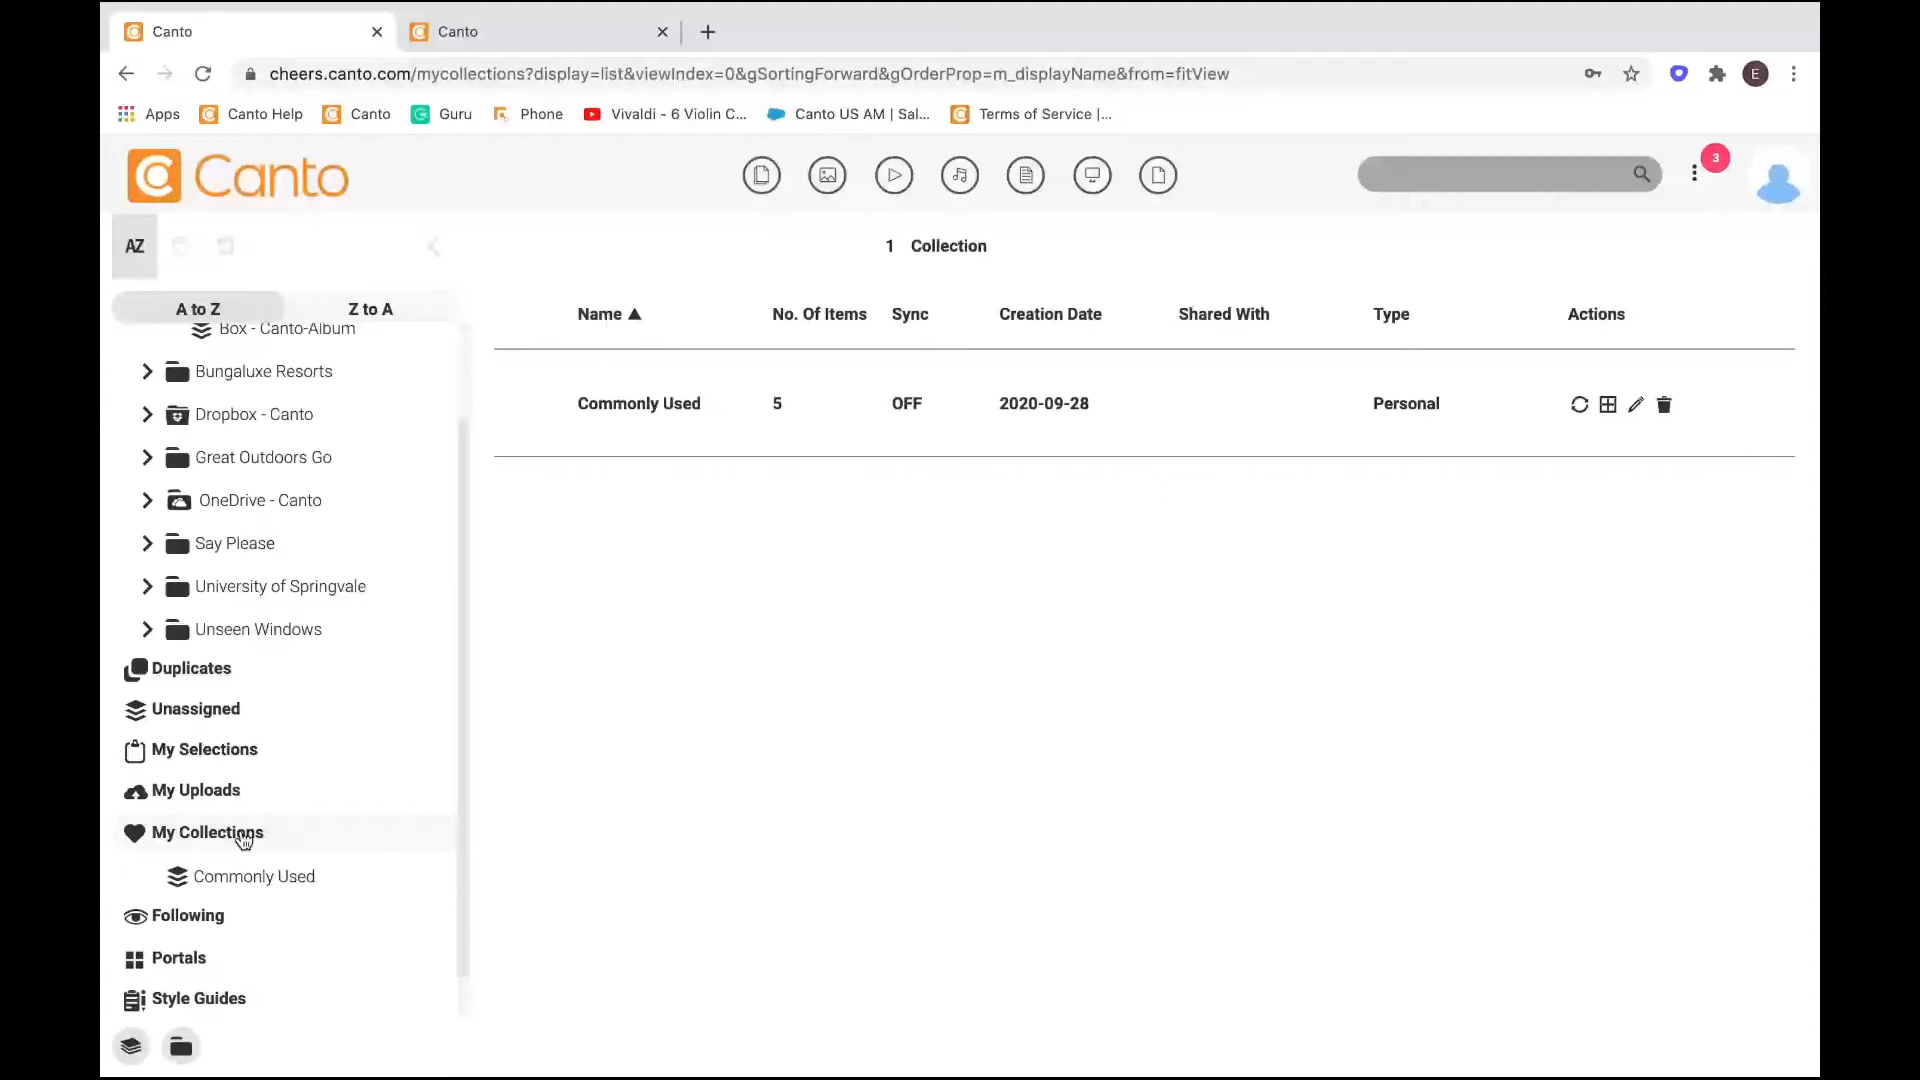 Canto
Canto
cheers.canto.com/mycollections?display=list&viewIndex=0&gSortingForward&gOrderProp=m_displayName&from=fitView
E
Apps Canto Help Canto Guru Phone Vivaldi - 6 Violin C... Canto US AM | Sal... Terms of Service |...
Canto
3
AZ
1 Collection
A to Z Z to A
Name ▲ No. Of Items Sync Creation Date Shared With Type Actions
Commonly Used 5 OFF 2020-09-28 Personal
Box - Canto-Album
Bungaluxe Resorts
Dropbox - Canto
Great Outdoors Go
OneDrive - Canto
Say Please
University of Springvale
Unseen Windows
Duplicates
Unassigned
My Selections
My Uploads
My Collections
Commonly Used
Following
Portals
Style Guides